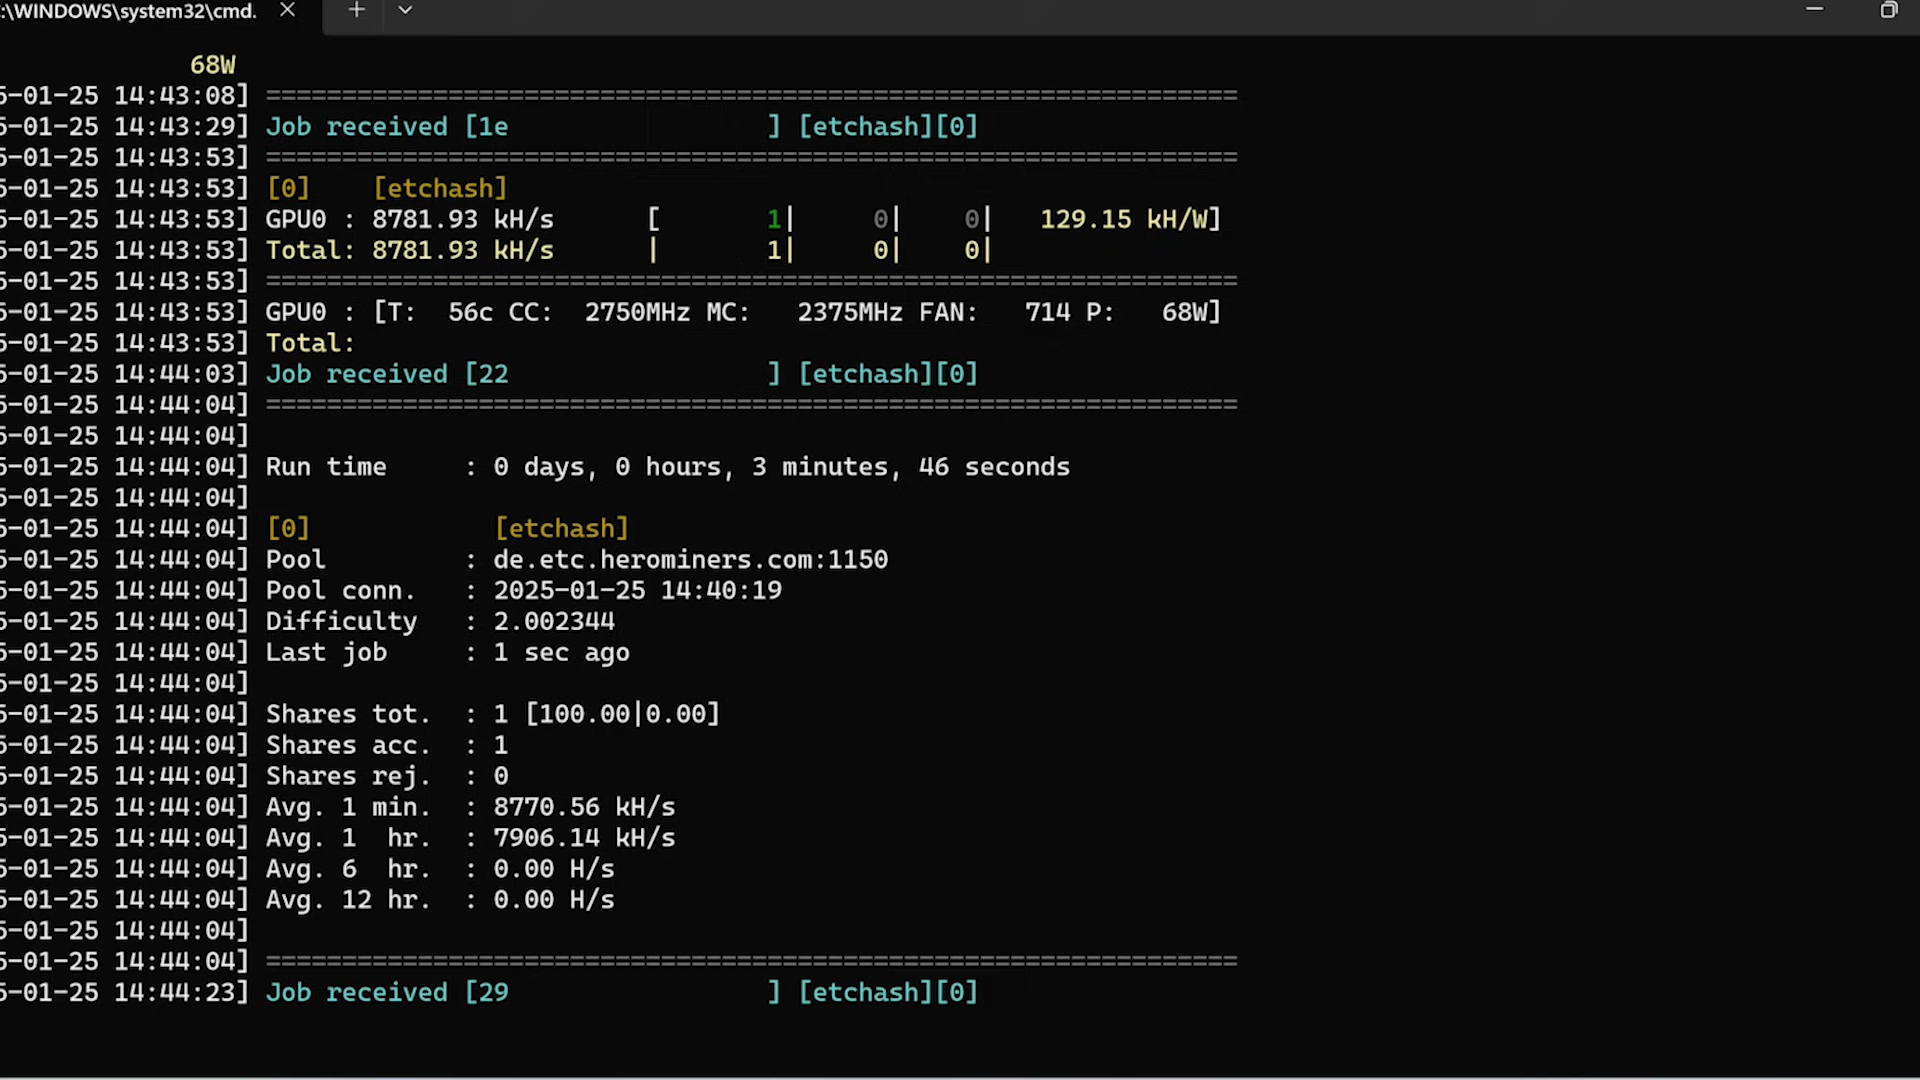 :\WINDOWS\system32\cmd.
68W
5-01-25 14:43:08] ================================================================
5-01-25 14:43:29] Job received [1e                 ] [etchash][0]
5-01-25 14:43:53] ================================================================
5-01-25 14:43:53] [0]    [etchash]
5-01-25 14:43:53] GPU0 : 8781.93 kH/s      [       1|     0|    0|   129.15 kH/W]
5-01-25 14:43:53] Total: 8781.93 kH/s      |       1|     0|    0|
5-01-25 14:43:53] ================================================================
5-01-25 14:43:53] GPU0 : [T:  56c CC:  2750MHz MC:   2375MHz FAN:   714 P:   68W]
5-01-25 14:43:53] Total:
5-01-25 14:44:03] Job received [22                 ] [etchash][0]
5-01-25 14:44:04] ================================================================
5-01-25 14:44:04]
5-01-25 14:44:04] Run time     : 0 days, 0 hours, 3 minutes, 46 seconds
5-01-25 14:44:04]
5-01-25 14:44:04] [0]            [etchash]
5-01-25 14:44:04] Pool         : de.etc.herominers.com:1150
5-01-25 14:44:04] Pool conn.   : 2025-01-25 14:40:19
5-01-25 14:44:04] Difficulty   : 2.002344
5-01-25 14:44:04] Last job     : 1 sec ago
5-01-25 14:44:04]
5-01-25 14:44:04] Shares tot.  : 1 [100.00|0.00]
5-01-25 14:44:04] Shares acc.  : 1
5-01-25 14:44:04] Shares rej.  : 0
5-01-25 14:44:04] Avg. 1 min.  : 8770.56 kH/s
5-01-25 14:44:04] Avg. 1  hr.  : 7906.14 kH/s
5-01-25 14:44:04] Avg. 6  hr.  : 0.00 H/s
5-01-25 14:44:04] Avg. 12 hr.  : 0.00 H/s
5-01-25 14:44:04]
5-01-25 14:44:04] ================================================================
5-01-25 14:44:23] Job received [29                 ] [etchash][0]